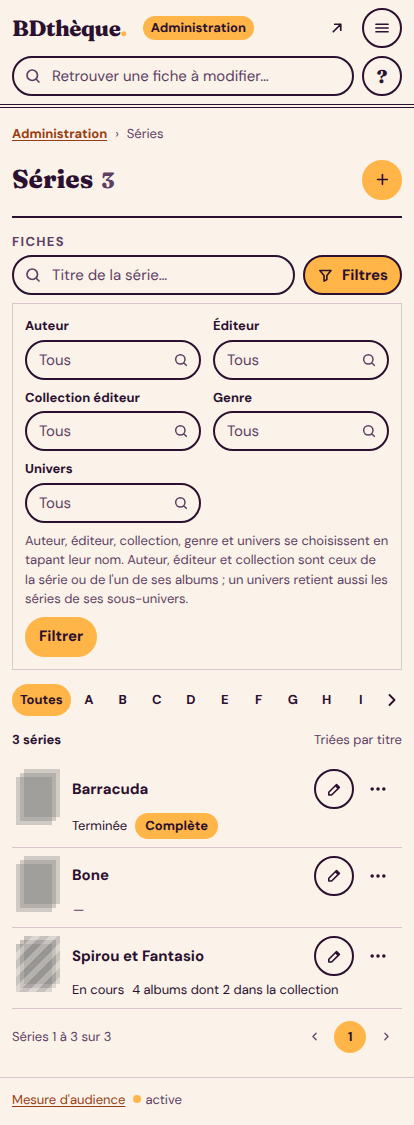 BDthèque. Administration
Retrouver une fiche à modifier… ?
Administration › Séries
Séries 3
FICHES
Titre de la série… Filtres
Auteur Éditeur
Tous Tous
Collection éditeur Genre
Tous Tous
Univers
Tous
Auteur, éditeur, collection, genre et univers se choisissent en
tapant leur nom. Auteur, éditeur et collection sont ceux de
la série ou de l'un de ses albums ; un univers retient aussi les
séries de ses sous-univers.
Filtrer
Toutes A B C D E F G H I
3 séries Triées par titre
Barracuda
Terminée Complète
Bone
—
Spirou et Fantasio
En cours 4 albums dont 2 dans la collection
Séries 1 à 3 sur 3 ‹ 1 ›
Mesure d'audience active